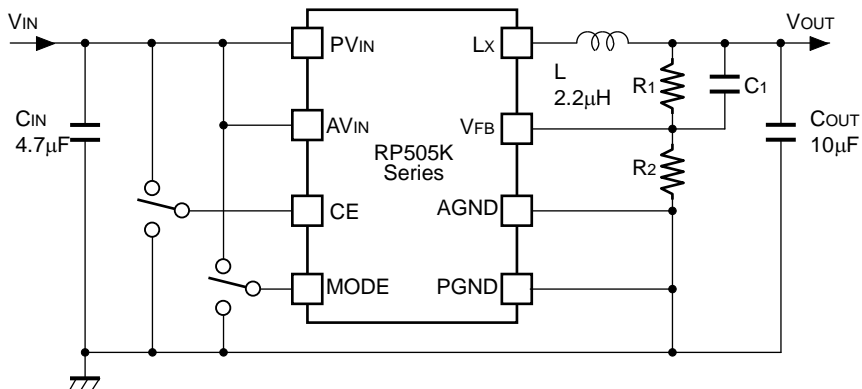 VIN
PVIN
LX
VOUT
L
2.2μH
R1
C1
CIN
4.7μF
AVIN
VFB
COUT
10μF
RP505K
Series
R2
CE
AGND
MODE
PGND